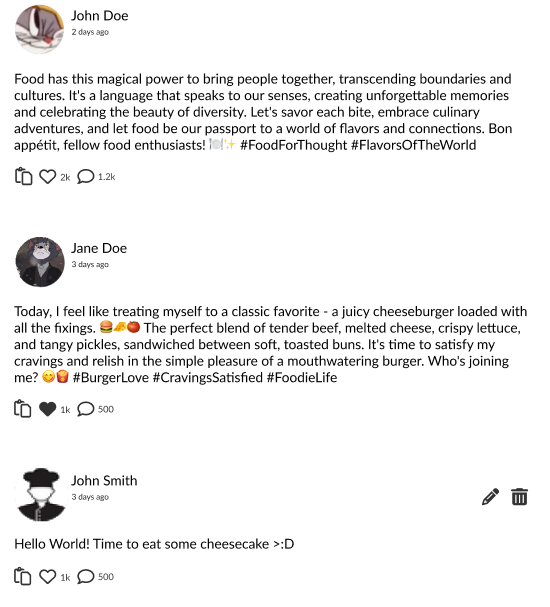 John Doe
2 days ago
Food has this magical power to bring people together, transcending boundaries and
cultures. It's a language that speaks to our senses, creating unforgettable memories
and celebrating the beauty of diversity. Let's savor each bite, embrace culinary
adventures, and let food be our passport to a world of flavors and connections. Bon
appétit, fellow food enthusiasts! 🍽️✨ #FoodForThought #FlavorsOfTheWorld
2k 1.2k
Jane Doe
3 days ago
Today, I feel like treating myself to a classic favorite - a juicy cheeseburger loaded with
all the fixings. 🍔🧀🍅 The perfect blend of tender beef, melted cheese, crispy lettuce,
and tangy pickles, sandwiched between soft, toasted buns. It's time to satisfy my
cravings and relish in the simple pleasure of a mouthwatering burger. Who's joining
me? 😋🍟 #BurgerLove #CravingsSatisfied #FoodieLife
1k 500
John Smith
3 days ago
Hello World! Time to eat some cheesecake >:D
1k 500